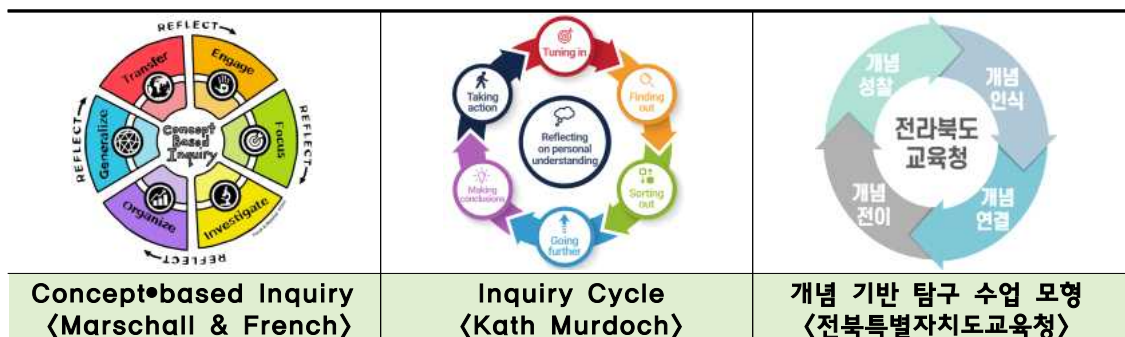 REFLECT
Transfer
Engage
REFLECT
Focus
Generalize
REFLECT
Concept
Based
Inquiry
Organize
Investigate
REFLECT
Tuning in
Taking
action
Finding
out
Reflecting
on personal
understanding
Making
conclusions
Sorting
out
Going
further
개념
성찰
개념
인식
전라북도
교육청
개념
전이
개념
연결
Concept•based Inquiry
〈Marschall & French〉
Inquiry Cycle
〈Kath Murdoch〉
개념 기반 탐구 수업 모형
〈전북특별자치도교육청〉